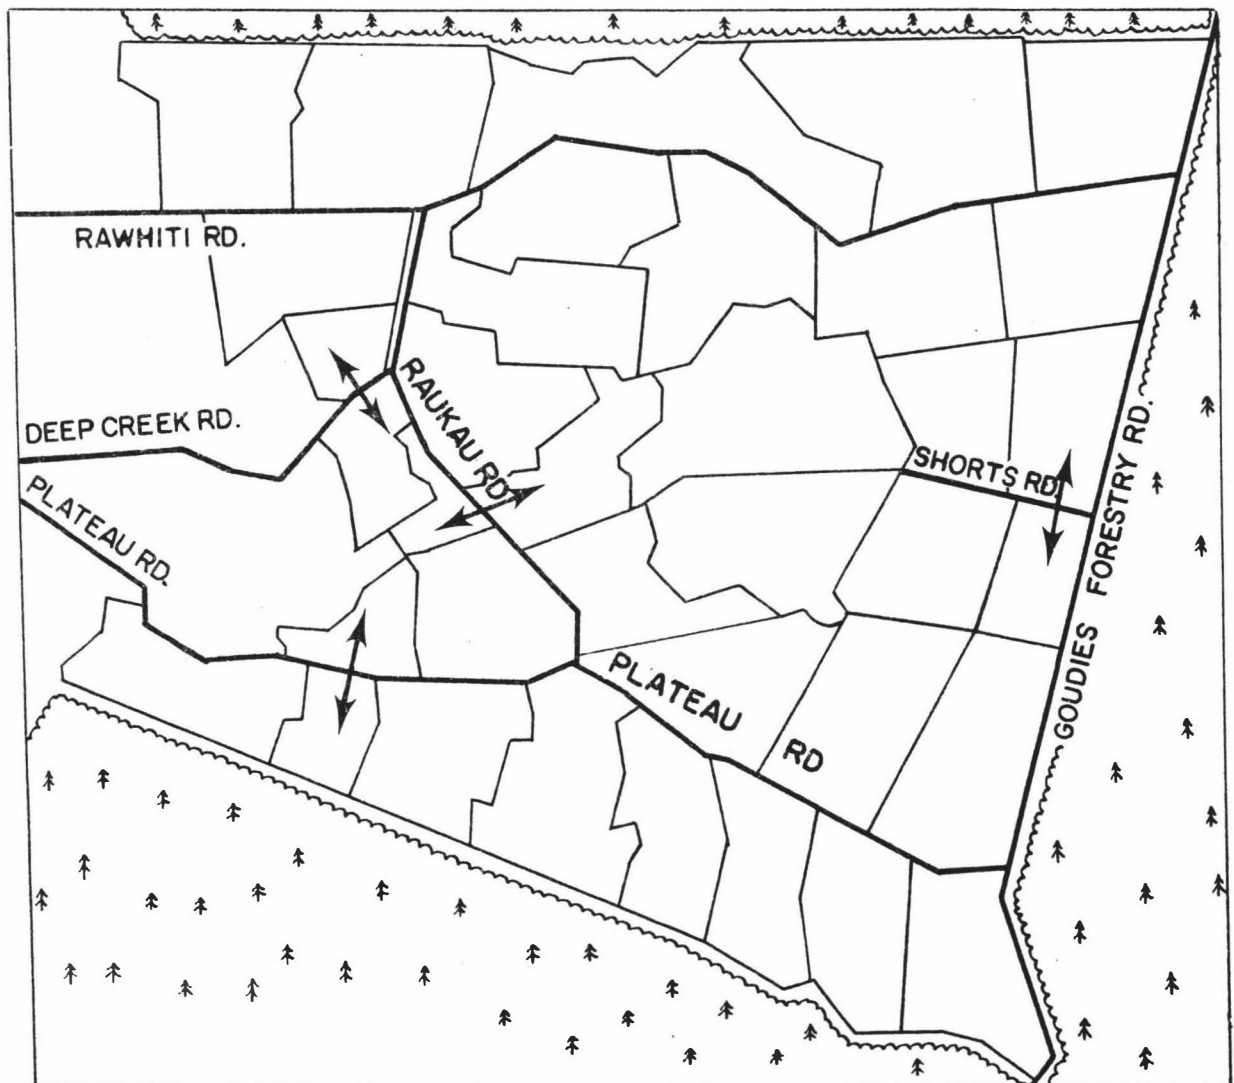 RAWHITI RD.
DEEP CREEK RD.
RAUKAU RD.
PLATEAU RD.
SHORTS RD.
GOUDIES FORESTRY RD.
PLATEAU RD